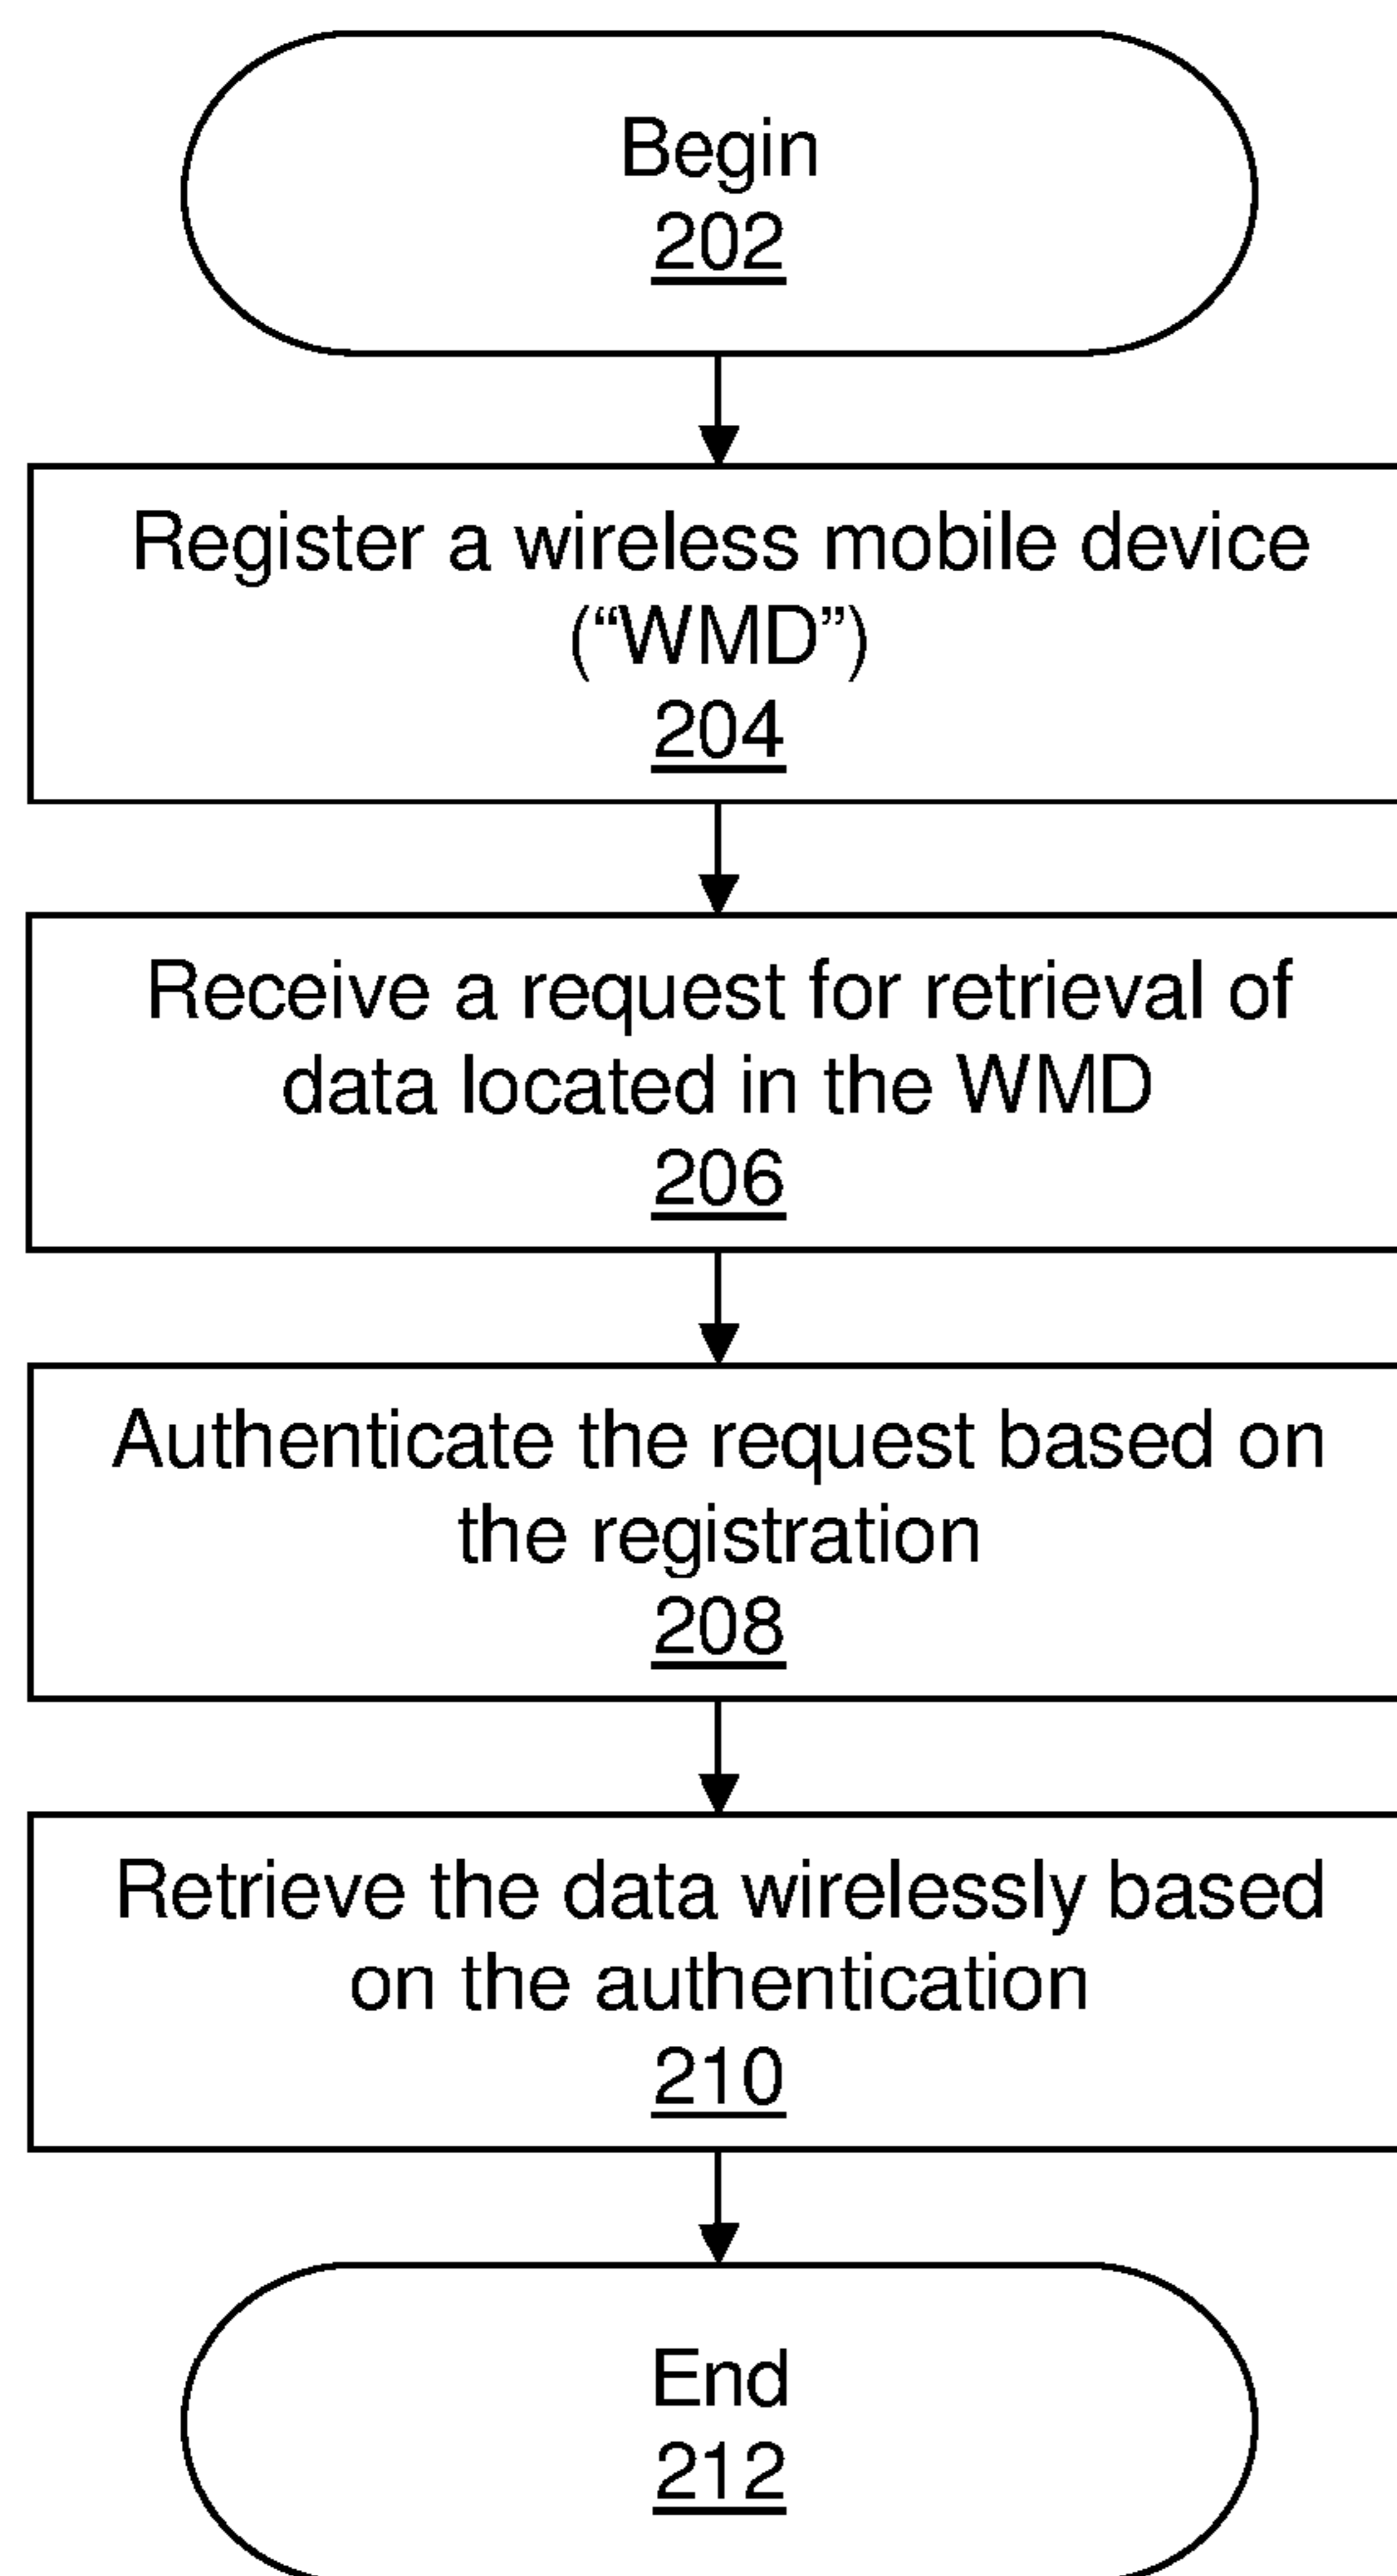 Begin
202
Register a wireless mobile device
(“WMD”)
204
Receive a request for retrieval of
data located in the WMD
206
Authenticate the request based on
the registration
208
Retrieve the data wirelessly based
on the authentication
210
End
212